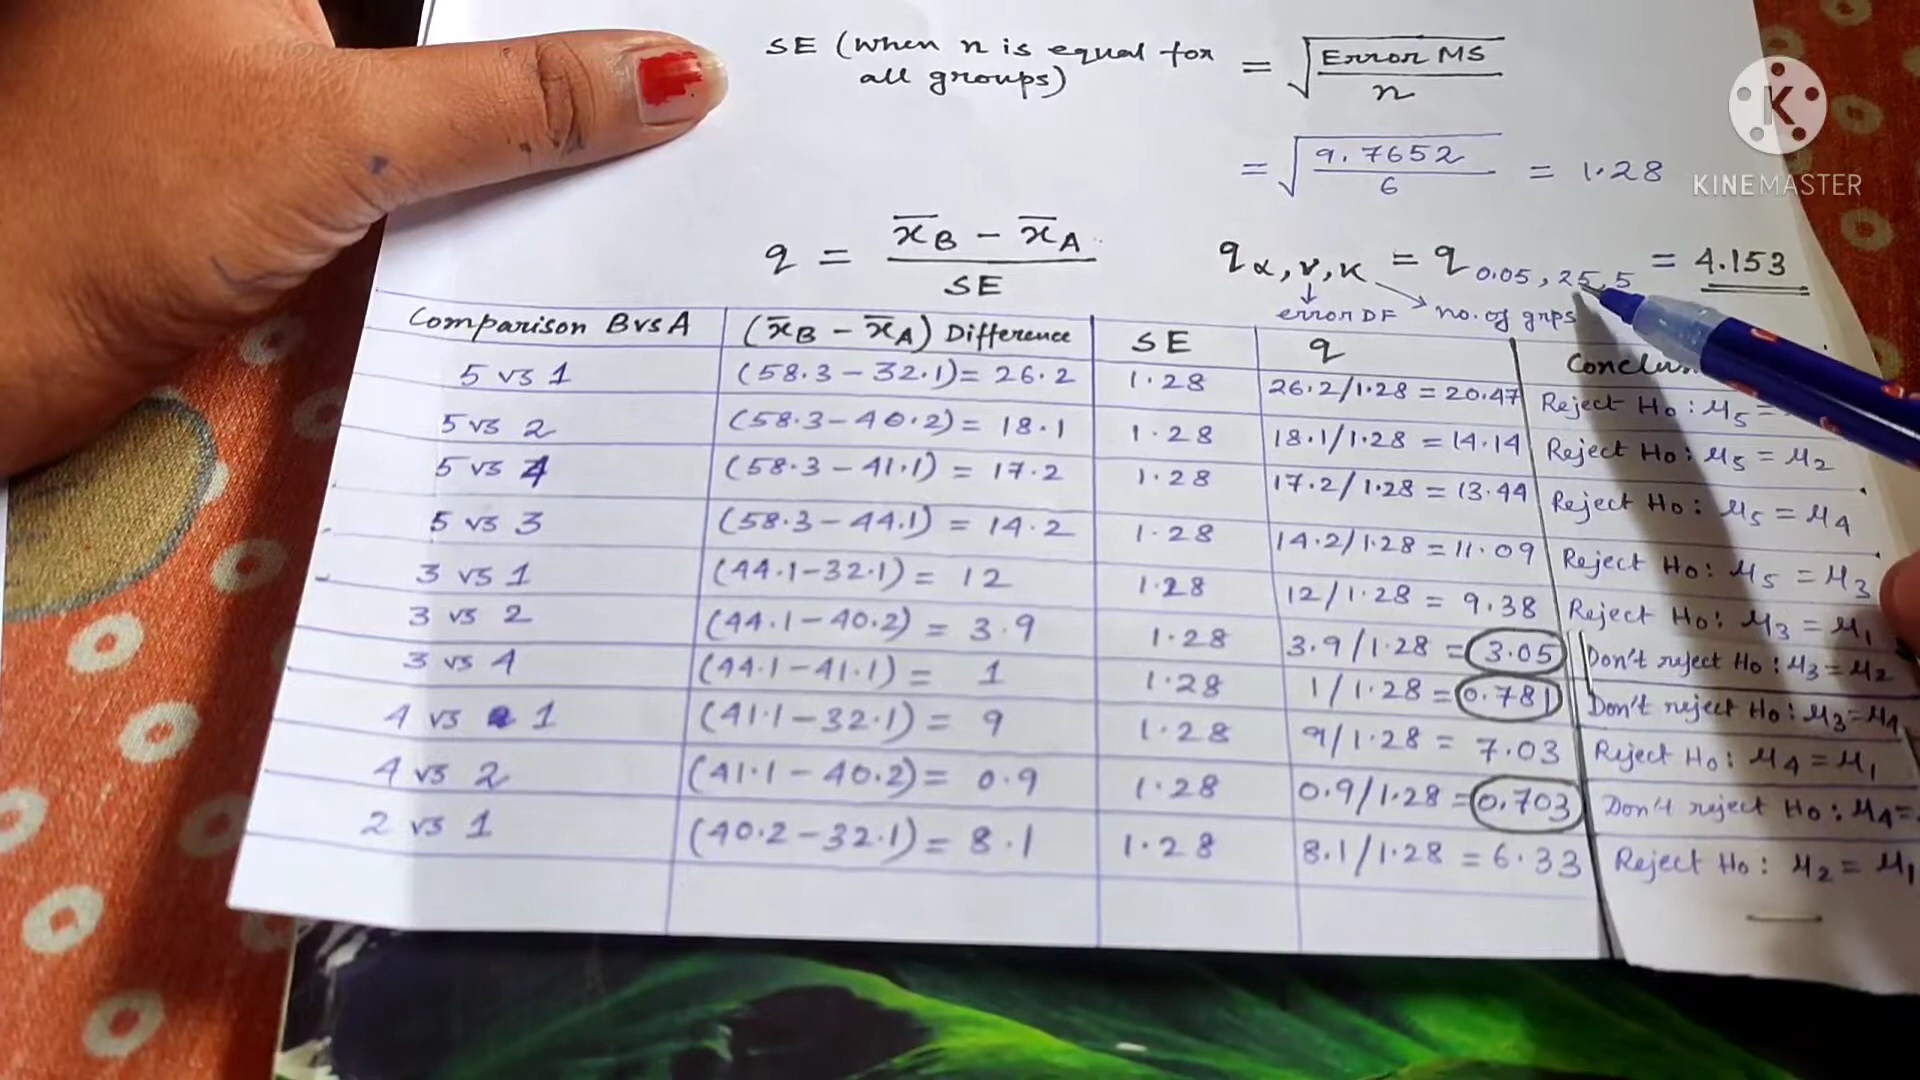 SE (When n is equal for all groups) = √(Error MS / n)
= √(9.7652 / 6) = 1.28
KINEMASTER
q = (x̄B − x̄A) / SE
qα,ν,K = q0.05, 25, 5 = 4.153
error DF no. of grps
Comparison B vs A | (x̄B − x̄A) Difference | SE | q
5 vs 1 | (58.3 − 32.1) = 26.2 | 1.28 | 26.2/1.28 = 20.47 | Reject Ho: μ5 =
5 vs 2 | (58.3 − 40.2) = 18.1 | 1.28 | 18.1/1.28 = 14.14 | Reject Ho: μ5 = μ2
5 vs 4 | (58.3 − 41.1) = 17.2 | 1.28 | 17.2/1.28 = 13.44 | Reject Ho: μ5 = μ4
5 vs 3 | (58.3 − 44.1) = 14.2 | 1.28 | 14.2/1.28 = 11.09 | Reject Ho: μ5 = μ3
3 vs 1 | (44.1 − 32.1) = 12 | 1.28 | 12/1.28 = 9.38 | Reject Ho: μ3 = μ1
3 vs 2 | (44.1 − 40.2) = 3.9 | 1.28 | 3.9/1.28 = 3.05 | Don't reject Ho: μ3 = μ2
3 vs 4 | (44.1 − 41.1) = 1 | 1.28 | 1/1.28 = 0.781 | Don't reject Ho: μ3 = μ4
4 vs 1 | (41.1 − 32.1) = 9 | 1.28 | 9/1.28 = 7.03 | Reject Ho: μ4 = μ1
4 vs 2 | (41.1 − 40.2) = 0.9 | 1.28 | 0.9/1.28 = 0.703 | Don't reject Ho: μ4 =
2 vs 1 | (40.2 − 32.1) = 8.1 | 1.28 | 8.1/1.28 = 6.33 | Reject Ho: μ2 = μ1